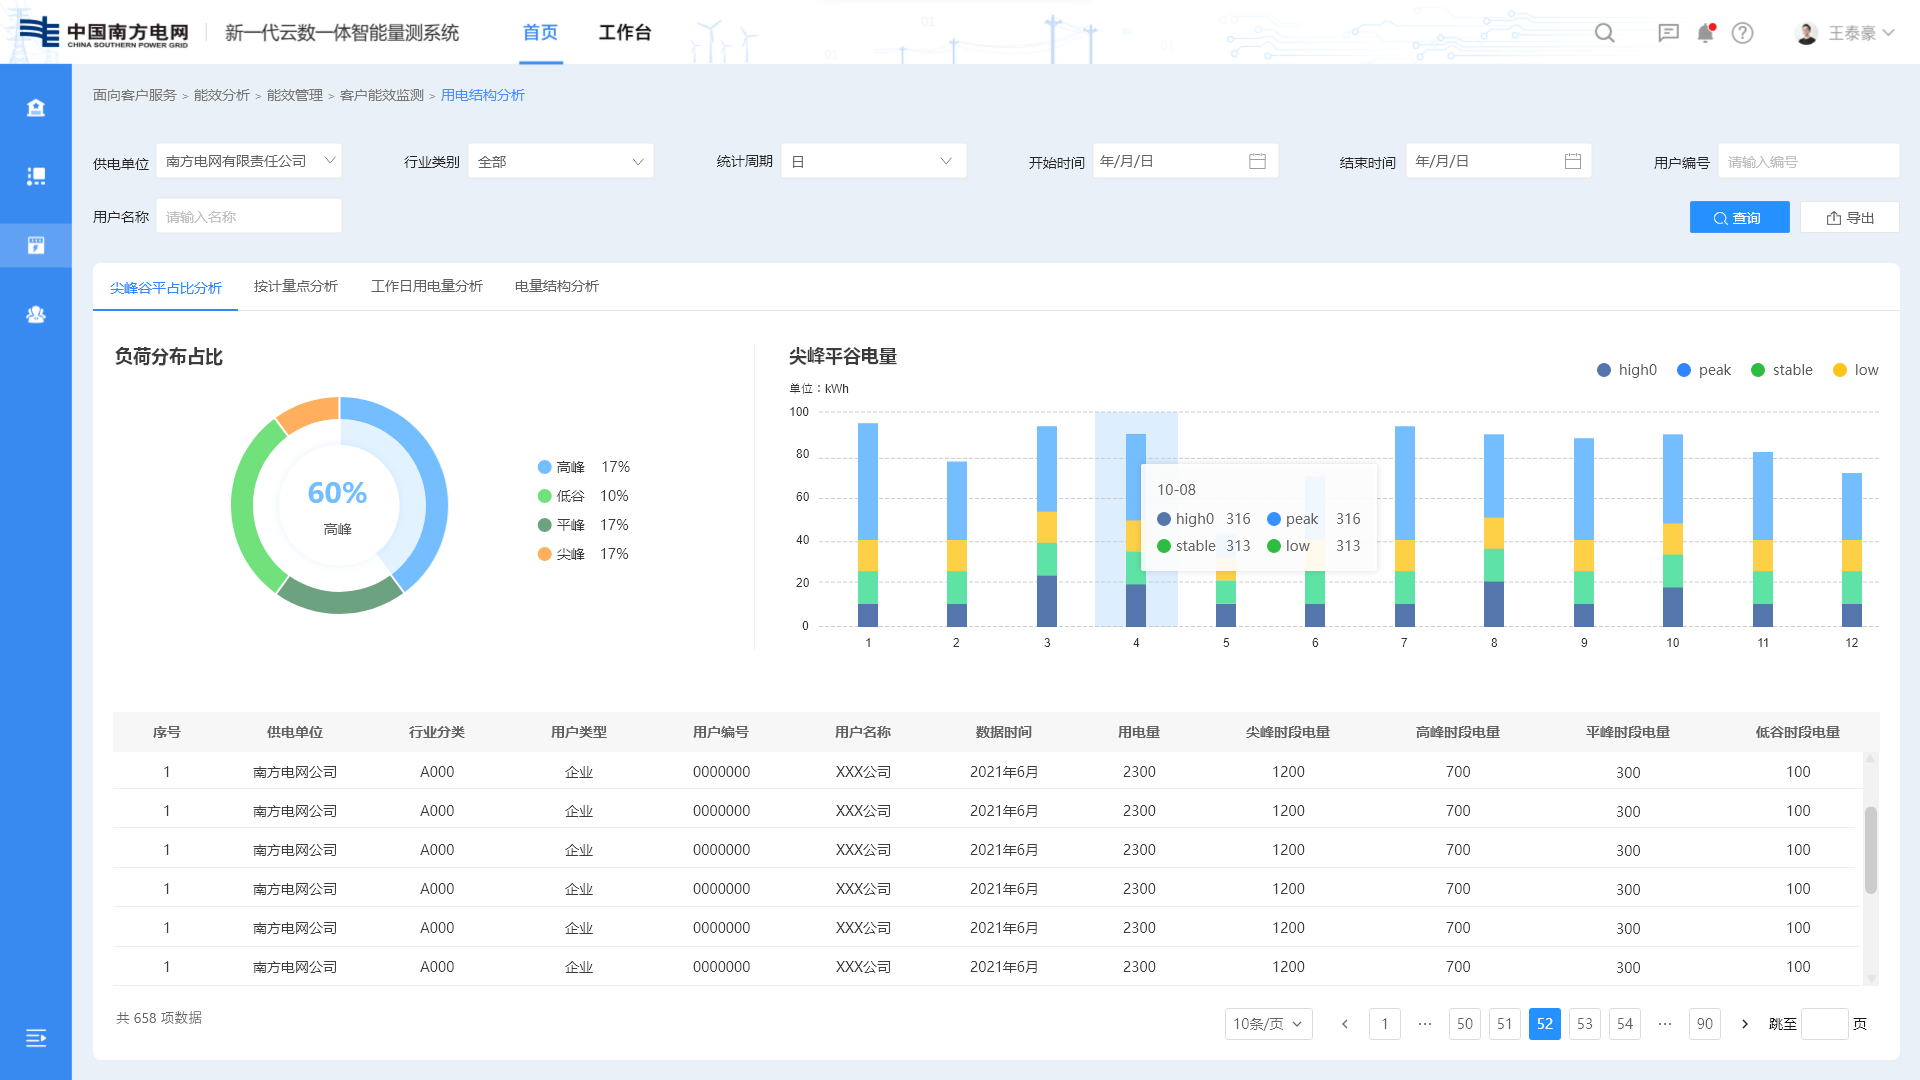 中国南方电网
CHINA SOUTHERN POWER GRID
新一代云数一体智能量测系统
首页
工作台
王泰豪
面向客户服务 > 能效分析 > 能效管理 > 客户能效监测 > 用电结构分析
供电单位 南方电网有限责任公司
行业类别 全部
统计周期 日
开始时间 年/月/日
结束时间 年/月/日
用户编号 请输入编号
用户名称 请输入名称
查询
导出
尖峰谷平占比分析 按计量点分析 工作日用电量分析 电量结构分析
负荷分布占比
60%
高峰
高峰 17%
低谷 10%
平峰 17%
尖峰 17%
尖峰平谷电量
单位：kWh
high0 peak stable low
100
80
60
40
20
0
10-08
high0 316 peak 316
stable 313 low 313
1 2 3 4 5 6 7 8 9 10 11 12
序号 供电单位 行业分类 用户类型 用户编号 用户名称 数据时间 用电量 尖峰时段电量 高峰时段电量 平峰时段电量 低谷时段电量
1 南方电网公司 A000 企业 0000000 XXX公司 2021年6月 2300 1200 700 300 100
1 南方电网公司 A000 企业 0000000 XXX公司 2021年6月 2300 1200 700 300 100
1 南方电网公司 A000 企业 0000000 XXX公司 2021年6月 2300 1200 700 300 100
1 南方电网公司 A000 企业 0000000 XXX公司 2021年6月 2300 1200 700 300 100
1 南方电网公司 A000 企业 0000000 XXX公司 2021年6月 2300 1200 700 300 100
1 南方电网公司 A000 企业 0000000 XXX公司 2021年6月 2300 1200 700 300 100
共 658 项数据
10条/页 1 ··· 50 51 52 53 54 ··· 90 跳至 页